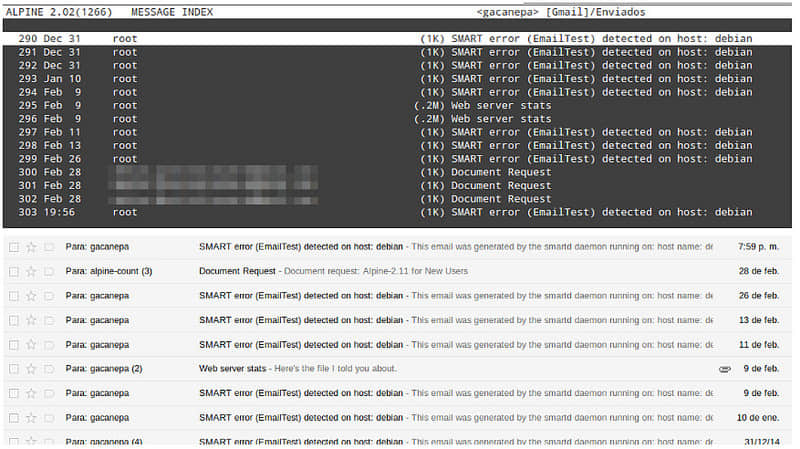 ALPINE 2.02(1266) MESSAGE INDEX <gacanepa> [Gmail]/Enviados
290 Dec 31 root (1K) SMART error (EmailTest) detected on host: debian
291 Dec 31 root (1K) SMART error (EmailTest) detected on host: debian
292 Dec 31 root (1K) SMART error (EmailTest) detected on host: debian
293 Jan 10 root (1K) SMART error (EmailTest) detected on host: debian
294 Feb 9 root (1K) SMART error (EmailTest) detected on host: debian
295 Feb 9 root (.2M) Web server stats
296 Feb 9 root (.2M) Web server stats
297 Feb 11 root (1K) SMART error (EmailTest) detected on host: debian
298 Feb 13 root (1K) SMART error (EmailTest) detected on host: debian
299 Feb 26 root (1K) SMART error (EmailTest) detected on host: debian
300 Feb 28 (1K) Document Request
301 Feb 28 (1K) Document Request
302 Feb 28 (1K) Document Request
303 19:56 root (1K) SMART error (EmailTest) detected on host: debian
Para: gacanepa SMART error (EmailTest) detected on host: debian - This email was generated by the smartd daemon running on: host name: de 7:59 p. m.
Para: alpine-count (3) Document Request - Document request: Alpine-2.11 for New Users 28 de feb.
Para: gacanepa SMART error (EmailTest) detected on host: debian - This email was generated by the smartd daemon running on: host name: de 26 de feb.
Para: gacanepa SMART error (EmailTest) detected on host: debian - This email was generated by the smartd daemon running on: host name: de 13 de feb.
Para: gacanepa SMART error (EmailTest) detected on host: debian - This email was generated by the smartd daemon running on: host name: de 11 de feb.
Para: gacanepa (2) Web server stats - Here's the file I told you about. 9 de feb.
Para: gacanepa SMART error (EmailTest) detected on host: debian - This email was generated by the smartd daemon running on: host name: de 9 de feb.
Para: gacanepa SMART error (EmailTest) detected on host: debian - This email was generated by the smartd daemon running on: host name: de 10 de ene.
Para: gacanepa (4) SMART error (EmailTest) detected on host: debian - This email was generated by the smartd daemon running on: host name: de 31/12/14